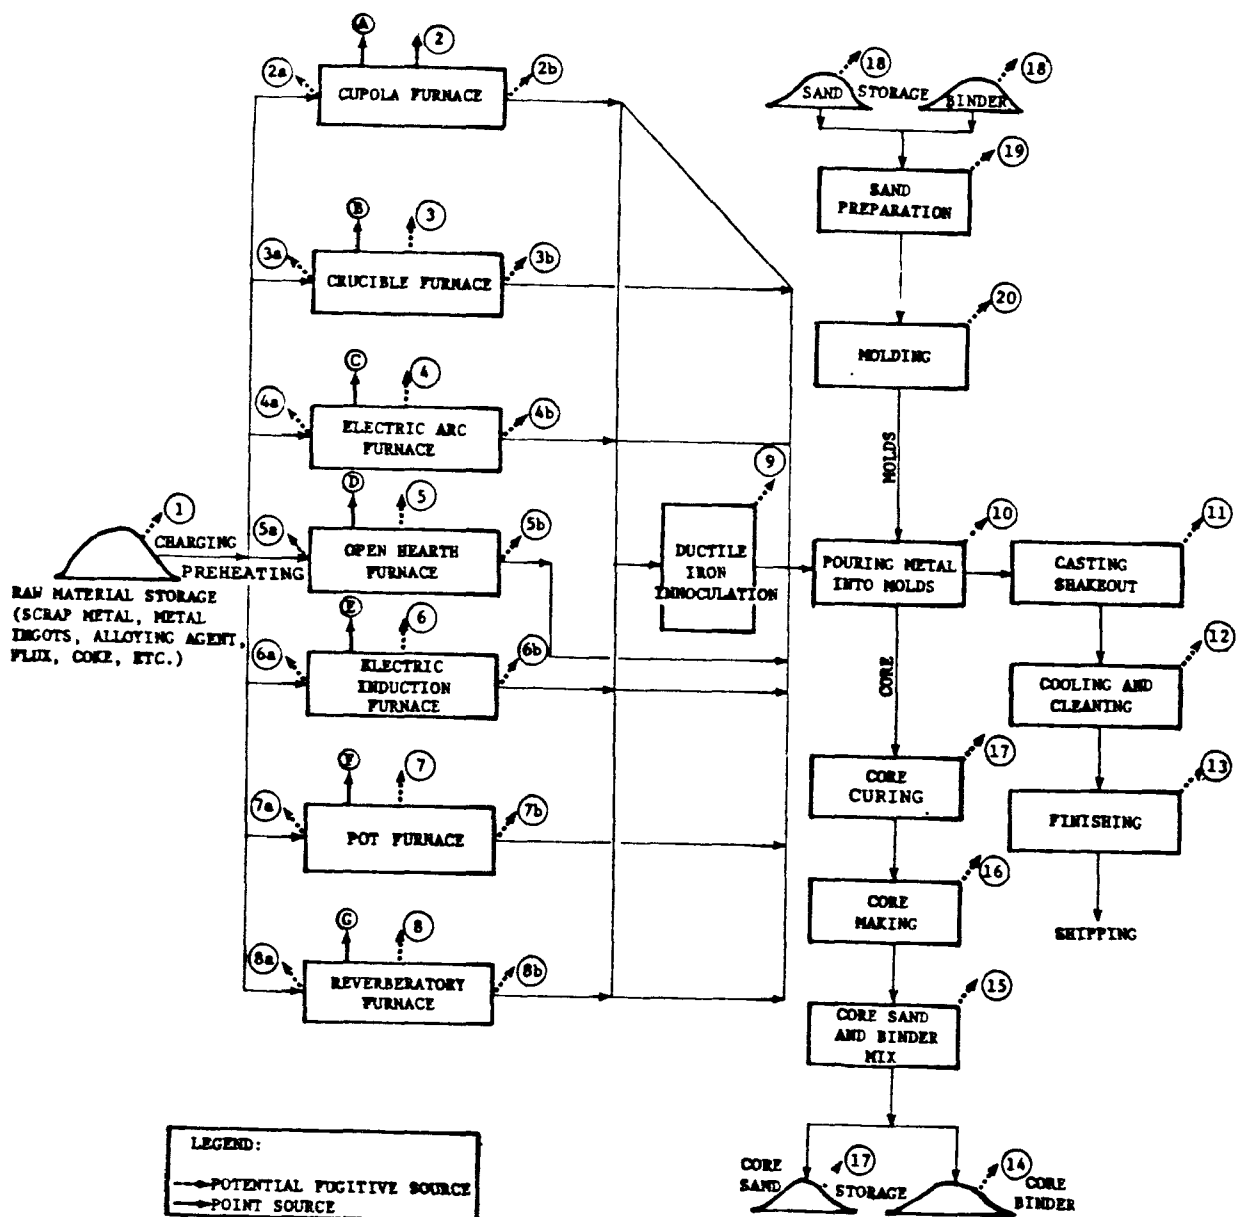 A
2
2a
2b
CUPOLA FURNACE
B
3
3a
3b
CRUCIBLE FURNACE
C
4
4a
4b
ELECTRIC ARC
FURNACE
D
5
5a
5b
OPEN HEARTH
FURNACE
E
6
6a
6b
ELECTRIC
INDUCTION
FURNACE
F
7
7a
7b
POT FURNACE
G
8
8a
8b
REVERBERATORY
FURNACE
1
CHARGING
PREHEATING
RAW MATERIAL STORAGE
(SCRAP METAL, METAL
INGOTS, ALLOYING AGENT,
FLUX, COKE, ETC.)
9
DUCTILE
IRON
INNOCULATION
18
18
SAND STORAGE BINDER
19
SAND
PREPARATION
20
MOLDING
MOLDS
10
POURING METAL
INTO MOLDS
11
CASTING
SHAKEOUT
12
COOLING AND
CLEANING
13
FINISHING
SHIPPING
CORE
17
CORE
CURING
16
CORE
MAKING
15
CORE SAND
AND BINDER
MIX
17
14
CORE
SAND
STORAGE
CORE
BINDER
LEGEND:
POTENTIAL FUGITIVE SOURCE
POINT SOURCE